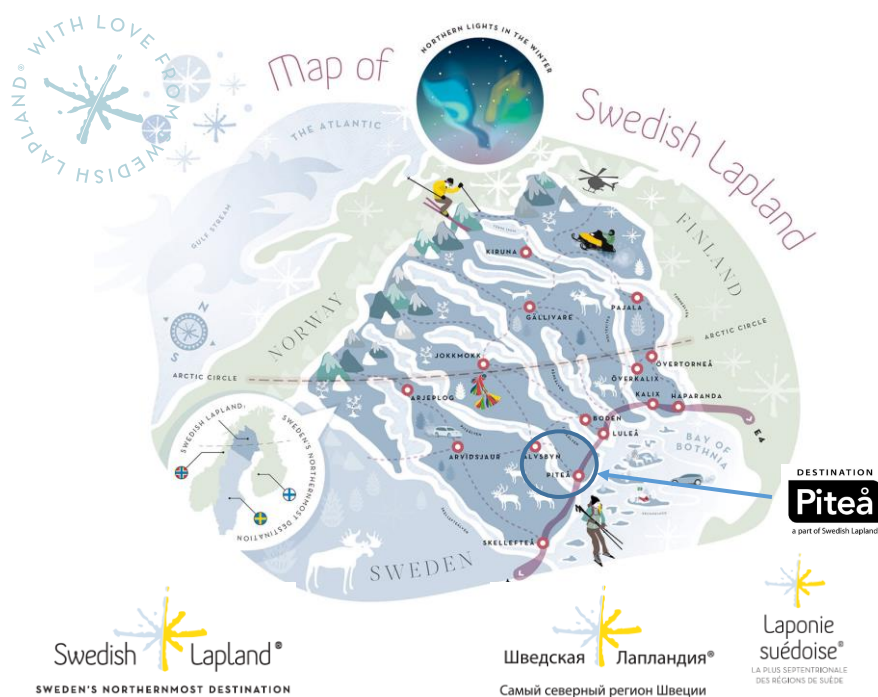 WITH LOVE FROM SWEDISH LAPLAND®
Map of
NORTHERN LIGHTS IN THE WINTER
Swedish Lapland
THE ATLANTIC
GULF STREAM
N
S
NORWAY
FINLAND
KIRUNA
PAJALA
GÄLLIVARE
ARCTIC CIRCLE
JOKKMOKK
ÖVERTORNEÅ
ARCTIC CIRCLE
ÖVERKALIX
ARJEPLOG
KALIX
HAPARANDA
BODEN
E4
LULEÅ
BAY OF
BOTHNIA
ARVIDSJAUR
ÄLVSBYN
PITEÅ
SKELLEFTEÅ
SWEDEN
SWEDISH LAPLAND,
SWEDEN'S NORTHERNMOST DESTINATION
DESTINATION
Piteå
a part of Swedish Lapland
Swedish Lapland®
SWEDEN'S NORTHERNMOST DESTINATION
Шведская Лапландия®
Самый северный регион Швеции
Laponie
suédoise®
LA PLUS SEPTENTRIONALE
DES RÉGIONS DE SUÈDE